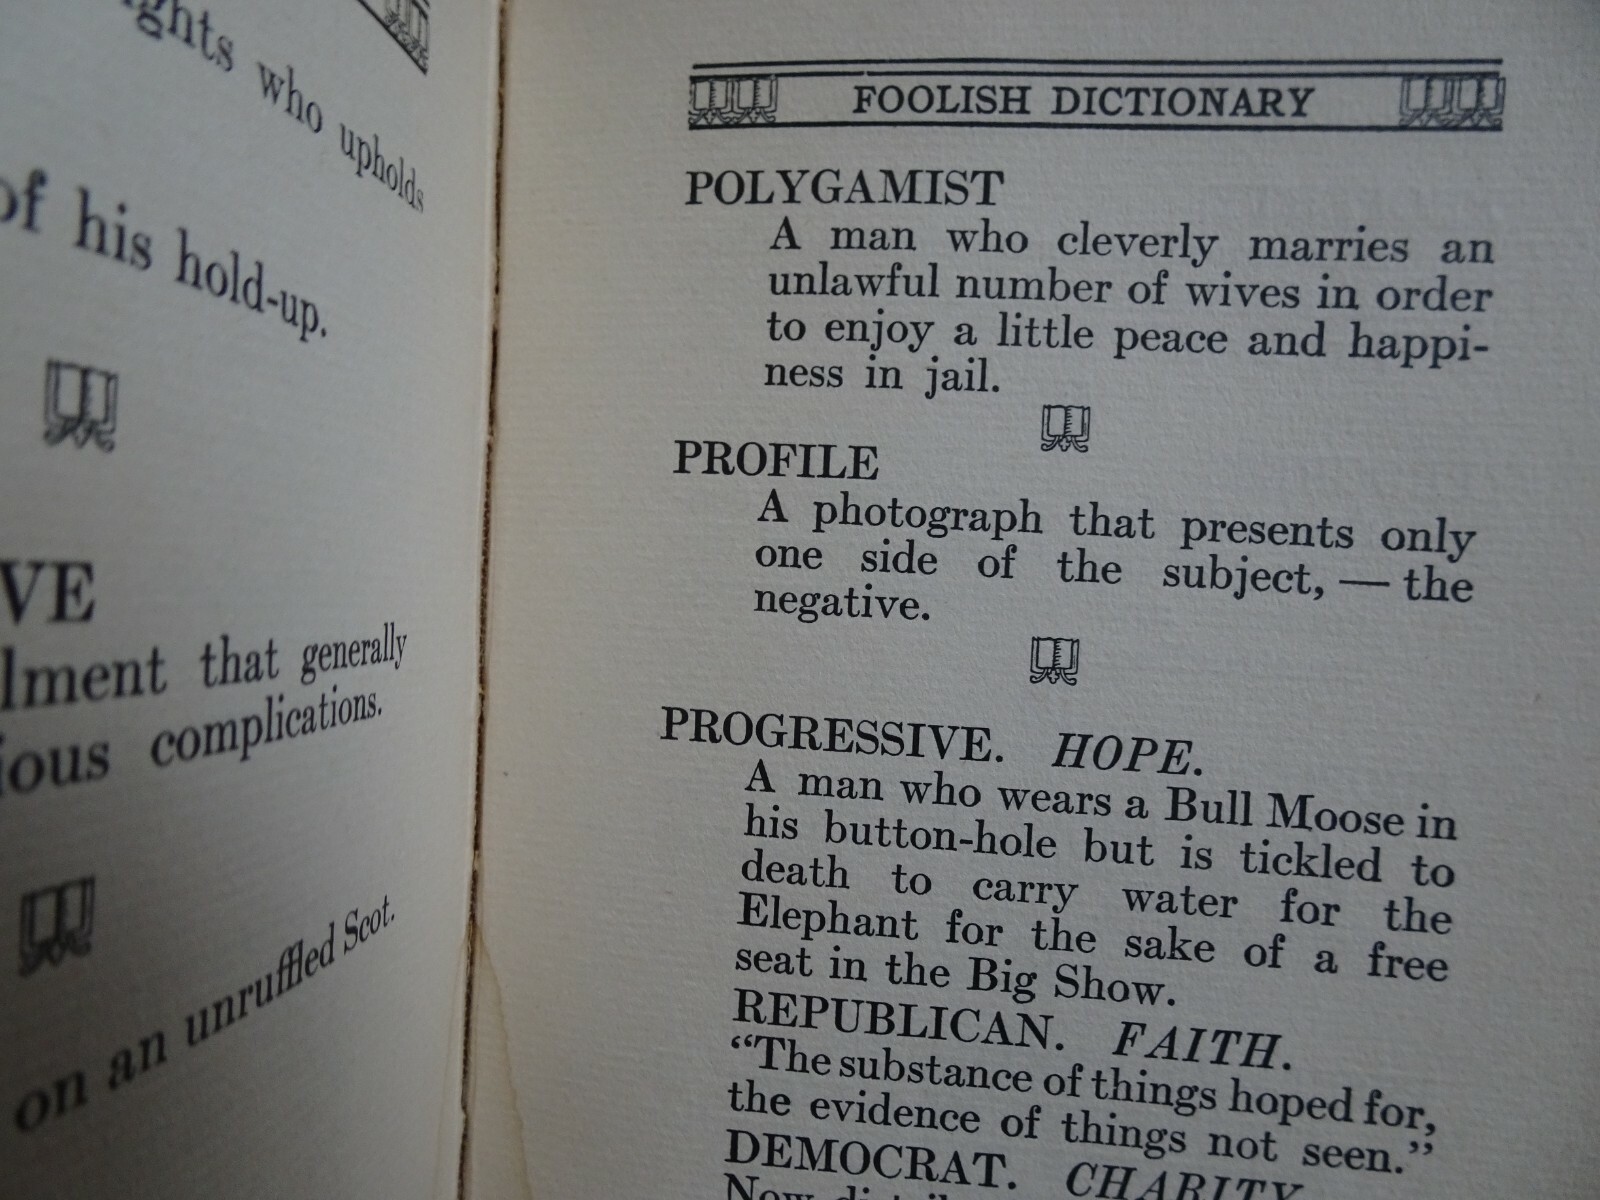 ghts who upholds
of his hold-up.
VE
lment that generally
ious complications.
on an unruffled Scot.
FOOLISH DICTIONARY
POLYGAMIST
A man who cleverly marries an
unlawful number of wives in order
to enjoy a little peace and happi-
ness in jail.
PROFILE
A photograph that presents only
one side of the subject, — the
negative.
PROGRESSIVE. HOPE.
A man who wears a Bull Moose in
his button-hole but is tickled to
death to carry water for the
Elephant for the sake of a free
seat in the Big Show.
REPUBLICAN. FAITH.
“The substance of things hoped for,
the evidence of things not seen.”
DEMOCRAT. CHARITY
Now